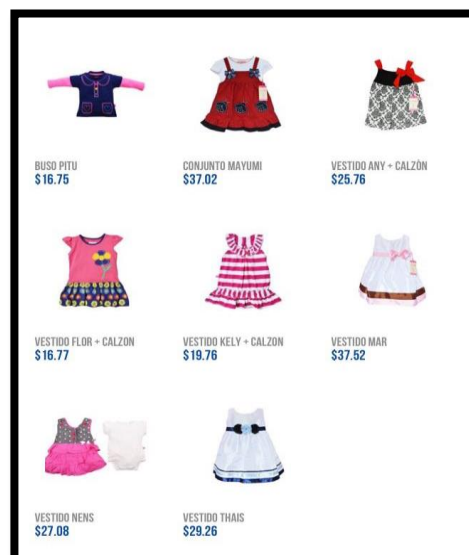 BUSO PITU
$16.75
CONJUNTO MAYUMI
$37.02
VESTIDO ANY + CALZÒN
$25.76
VESTIDO FLOR + CALZON
$16.77
VESTIDO KELY + CALZON
$19.76
VESTIDO MAR
$37.52
VESTIDO NENS
$27.08
VESTIDO THAIS
$29.26